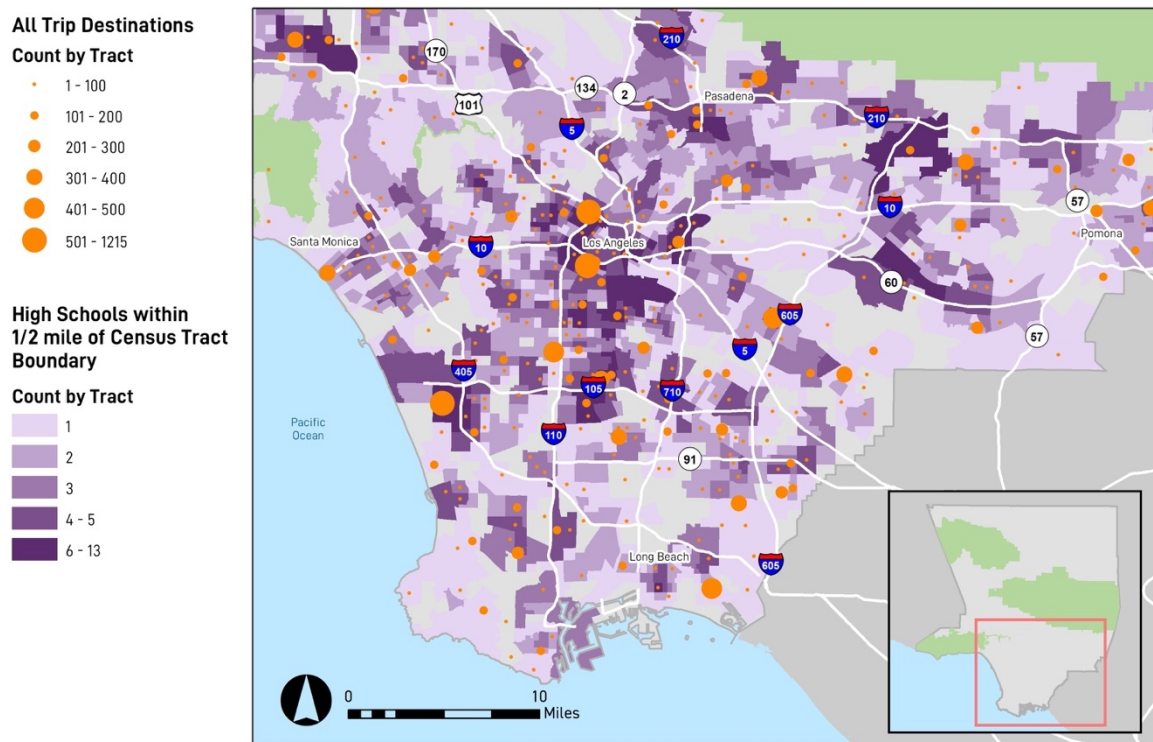 All Trip Destinations
Count by Tract
1 - 100
101 - 200
201 - 300
301 - 400
401 - 500
501 - 1215
High Schools within
1/2 mile of Census Tract
Boundary
Count by Tract
1
2
3
4 - 5
6 - 13
170
210
101
134
2
Pasadena
5
210
10
57
Pomona
Santa Monica
10
Los Angeles
60
605
57
5
405
105
710
110
91
Pacific
Ocean
Long Beach
605
0
10
Miles